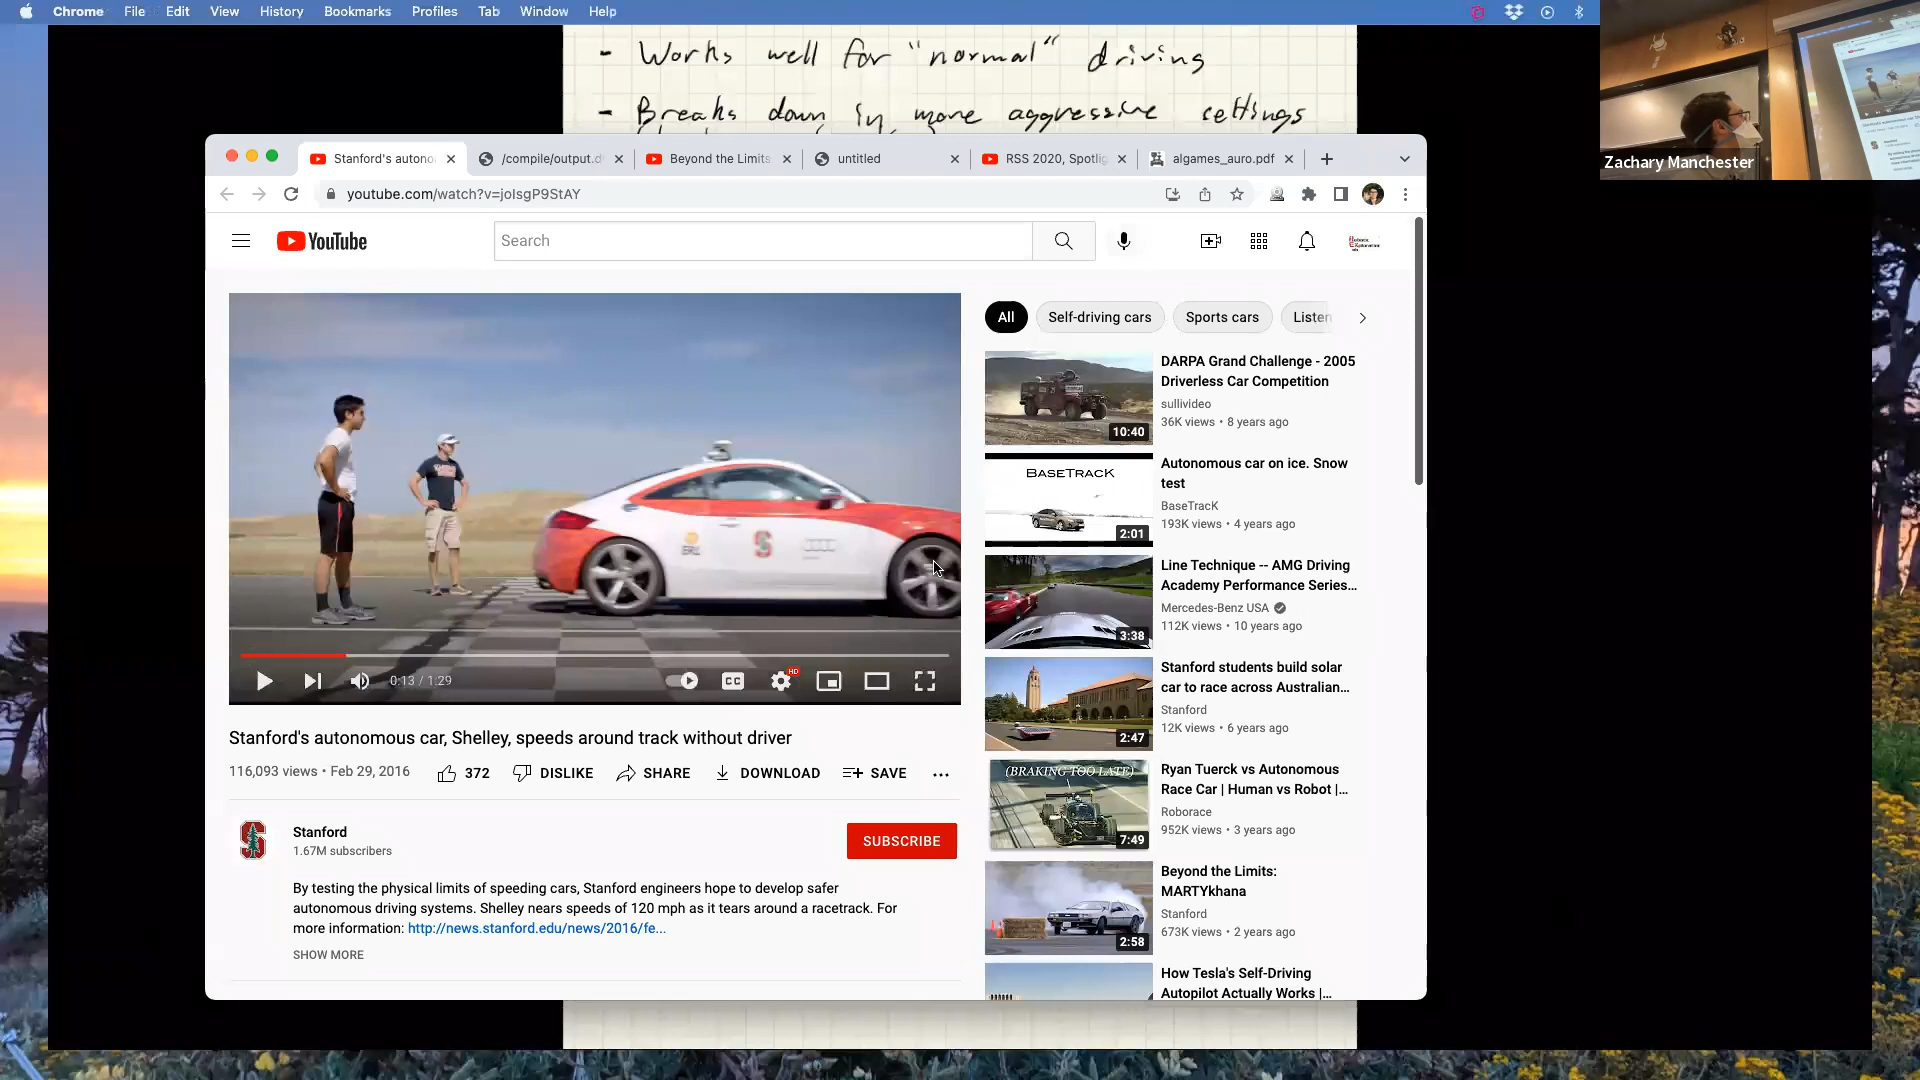 Chrome File Edit View History Bookmarks Profiles Tab Window Help
- Works well for "normal" driving
- Breaks down in more aggressive settings
Zachary Manchester
Stanford's autono
/compile/output.d
Beyond the Limits
untitled
RSS 2020, Spotlig
algames_auro.pdf
youtube.com/watch?v=joIsgP9StAY
YouTube
Search
All
Self-driving cars
Sports cars
Listen
0:13 / 1:29
CC
HD
Stanford's autonomous car, Shelley, speeds around track without driver
116,093 views • Feb 29, 2016
372
DISLIKE
SHARE
DOWNLOAD
SAVE
Stanford
1.67M subscribers
SUBSCRIBE
By testing the physical limits of speeding cars, Stanford engineers hope to develop safer
autonomous driving systems. Shelley nears speeds of 120 mph as it tears around a racetrack. For
more information: http://news.stanford.edu/news/2016/fe...
SHOW MORE
10:40
DARPA Grand Challenge - 2005
Driverless Car Competition
sullivideo
36K views • 8 years ago
BASETRACK
2:01
Autonomous car on ice. Snow
test
BaseTracK
193K views • 4 years ago
3:38
Line Technique -- AMG Driving
Academy Performance Series...
Mercedes-Benz USA
112K views • 10 years ago
2:47
Stanford students build solar
car to race across Australian...
Stanford
12K views • 6 years ago
(BRAKING TOO LATE)
7:49
Ryan Tuerck vs Autonomous
Race Car | Human vs Robot |...
Roborace
952K views • 3 years ago
2:58
Beyond the Limits:
MARTYkhana
Stanford
673K views • 2 years ago
How Tesla's Self-Driving
Autopilot Actually Works |...